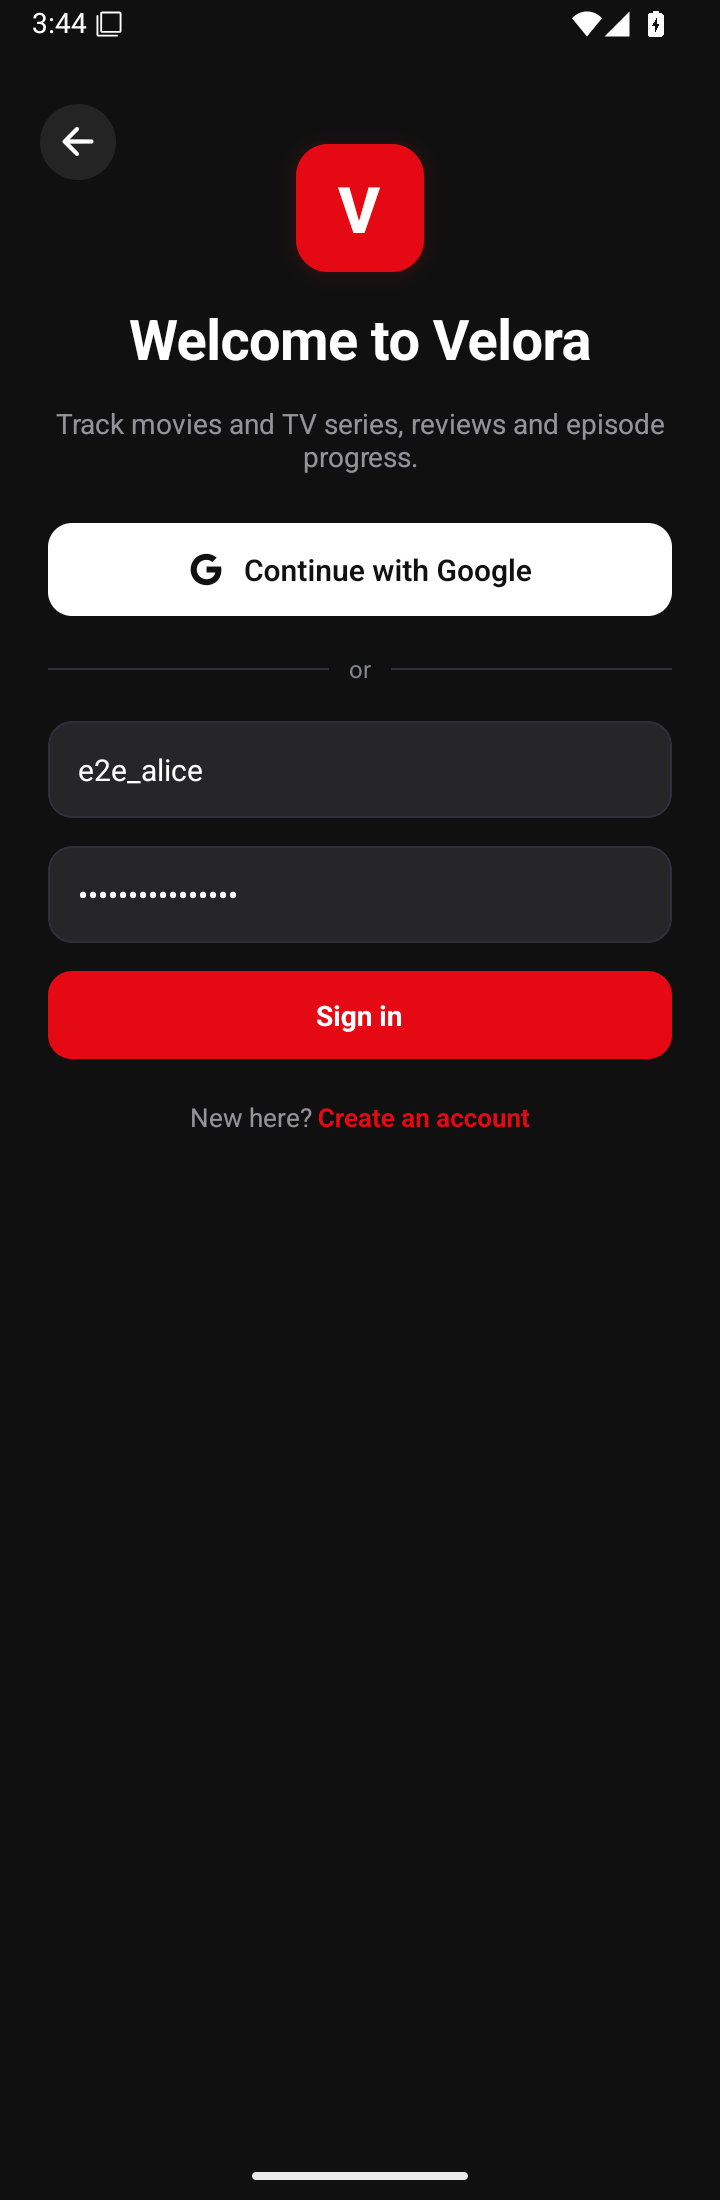 3:44
V
Welcome to Velora
Track movies and TV series, reviews and episode
progress.
G Continue with Google
or
e2e_alice
••••••••••••••••
Sign in
New here? Create an account